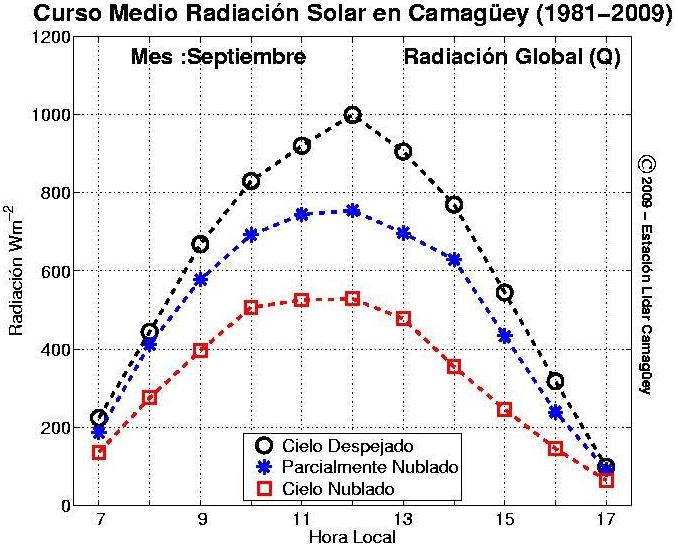 Curso Medio Radiación Solar en Camagüey (1981−2009)
Mes :Septiembre
Radiación Global (Q)
1200
1000
800
600
400
200
0
Radiación Wm−2
Cielo Despejado
Parcialmente Nublado
Cielo Nublado
7 9 11 13 15 17
Hora Local
© 2009 − Estación Lidar Camagüey